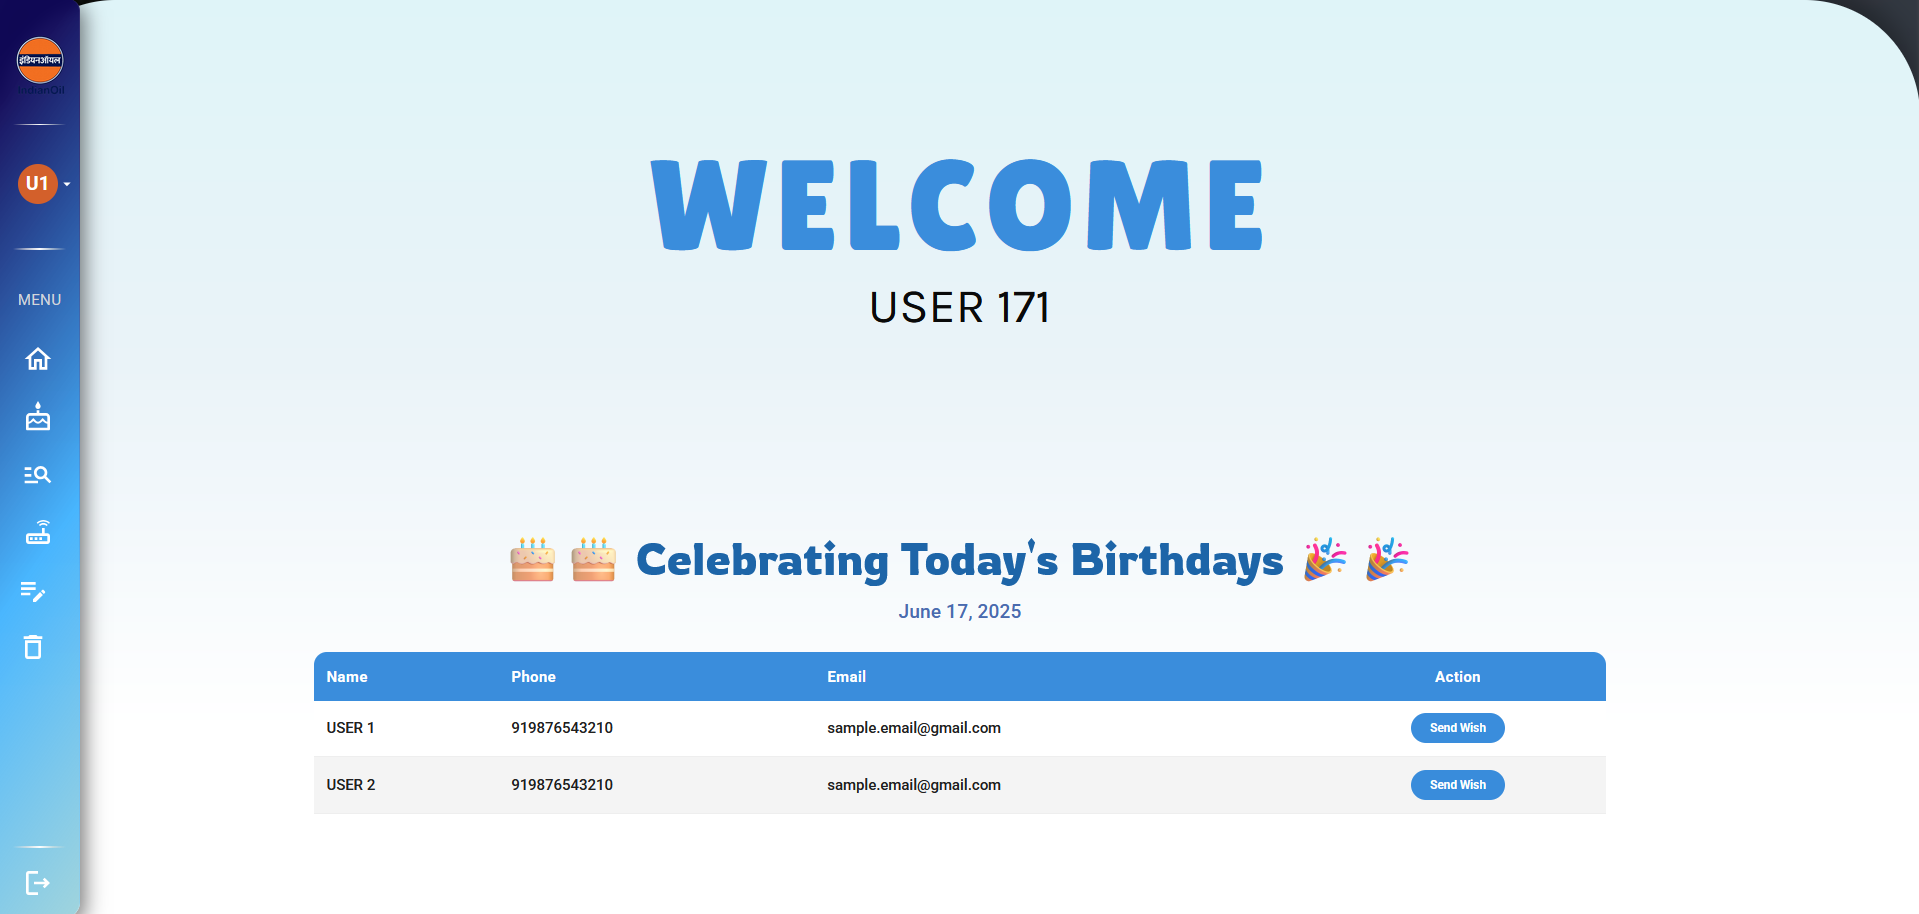 इंडियनऑयल
IndianOil
U1
MENU
WELCOME
USER 171
Celebrating Today's Birthdays
June 17, 2025
Name Phone Email Action
USER 1 919876543210 sample.email@gmail.com Send Wish
USER 2 919876543210 sample.email@gmail.com Send Wish